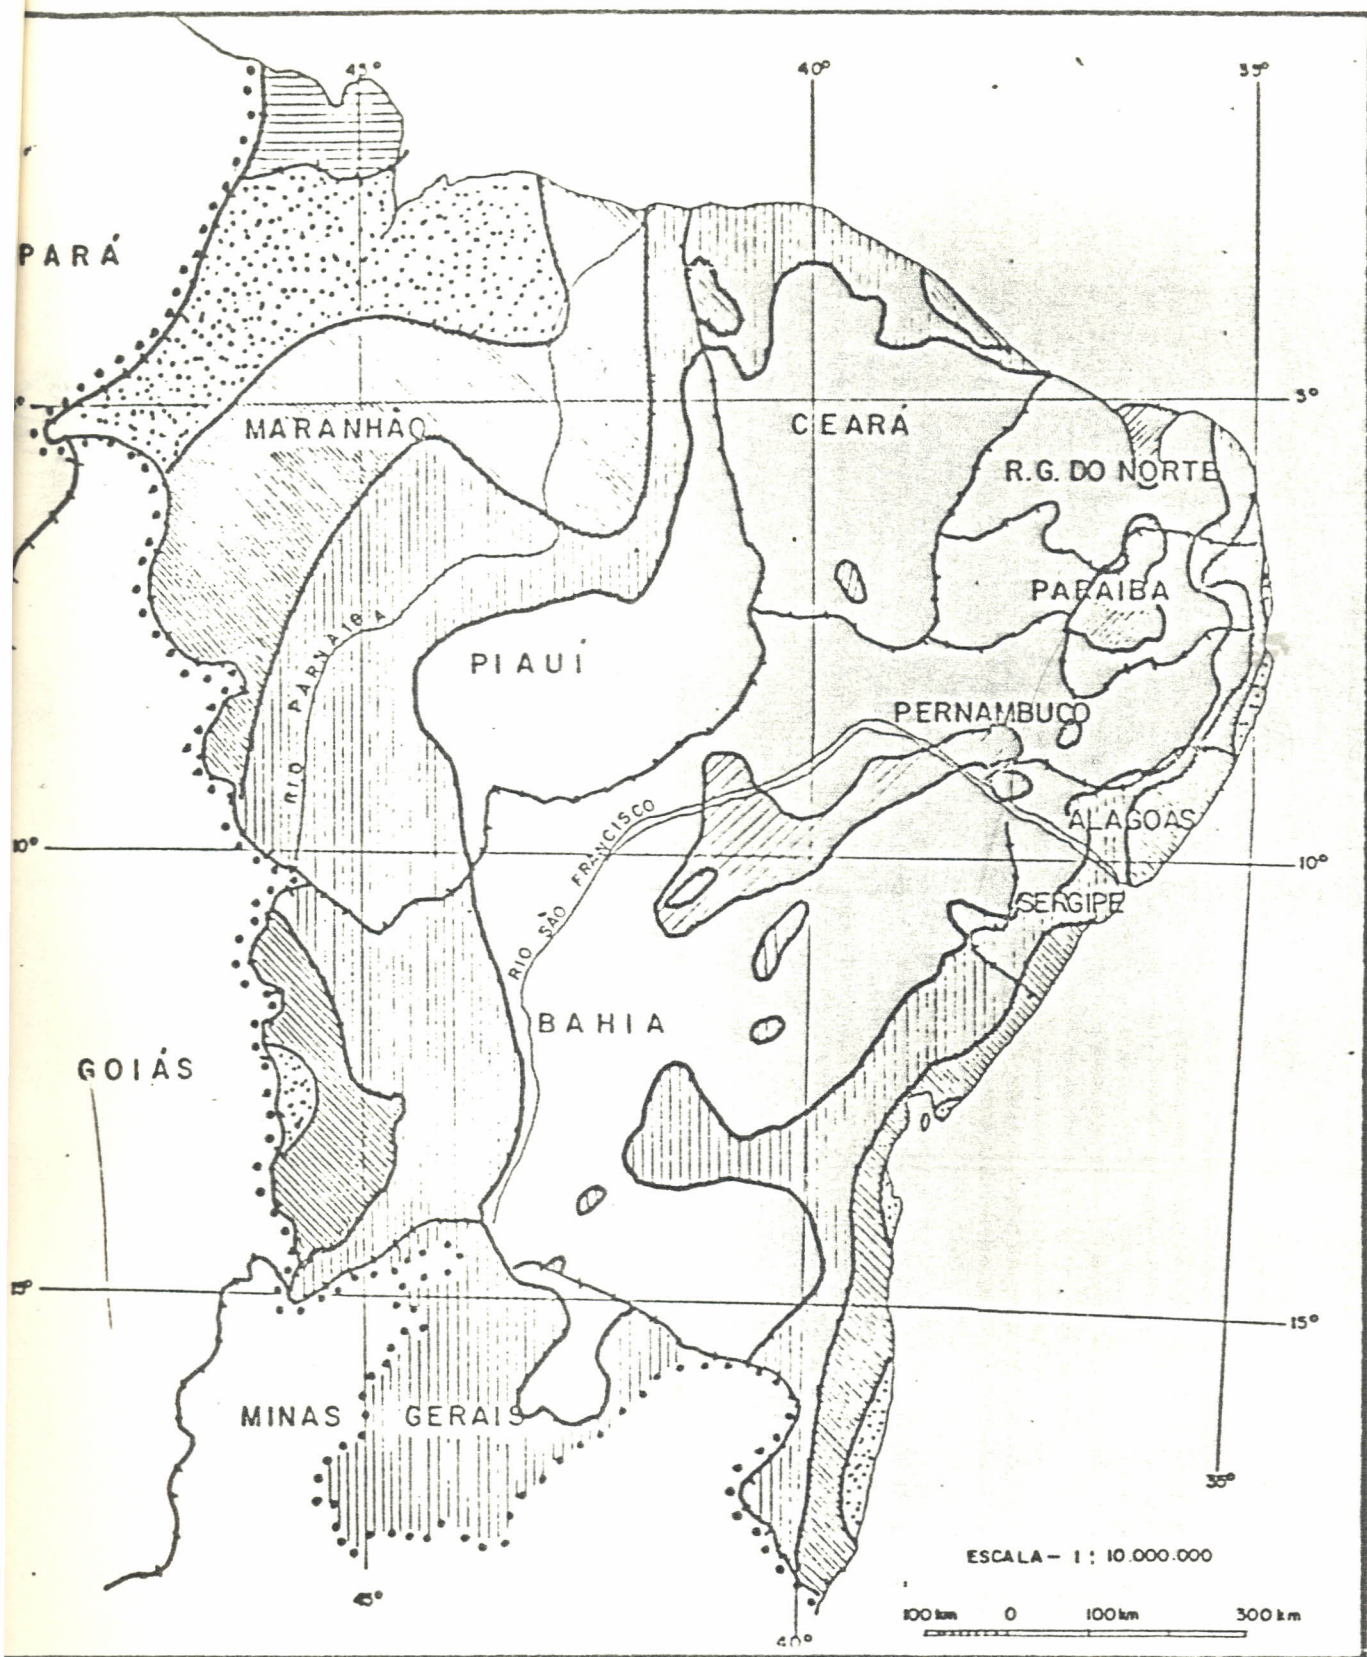 45° 40° 35°
PARÁ
5°
MARANHÃO
CEARÁ
R.G. DO NORTE
PARAIBA
RIO PARNAIBA
PIAUÍ
PERNAMBUCO
RIO SÃO FRANCISCO
ALAGOAS
10° 10°
SERGIPE
BAHIA
GOIÁS
15° 15°
MINAS GERAIS
35°
ESCALA - 1 : 10.000.000
45°
100 km 0 100 km 300 km
40°